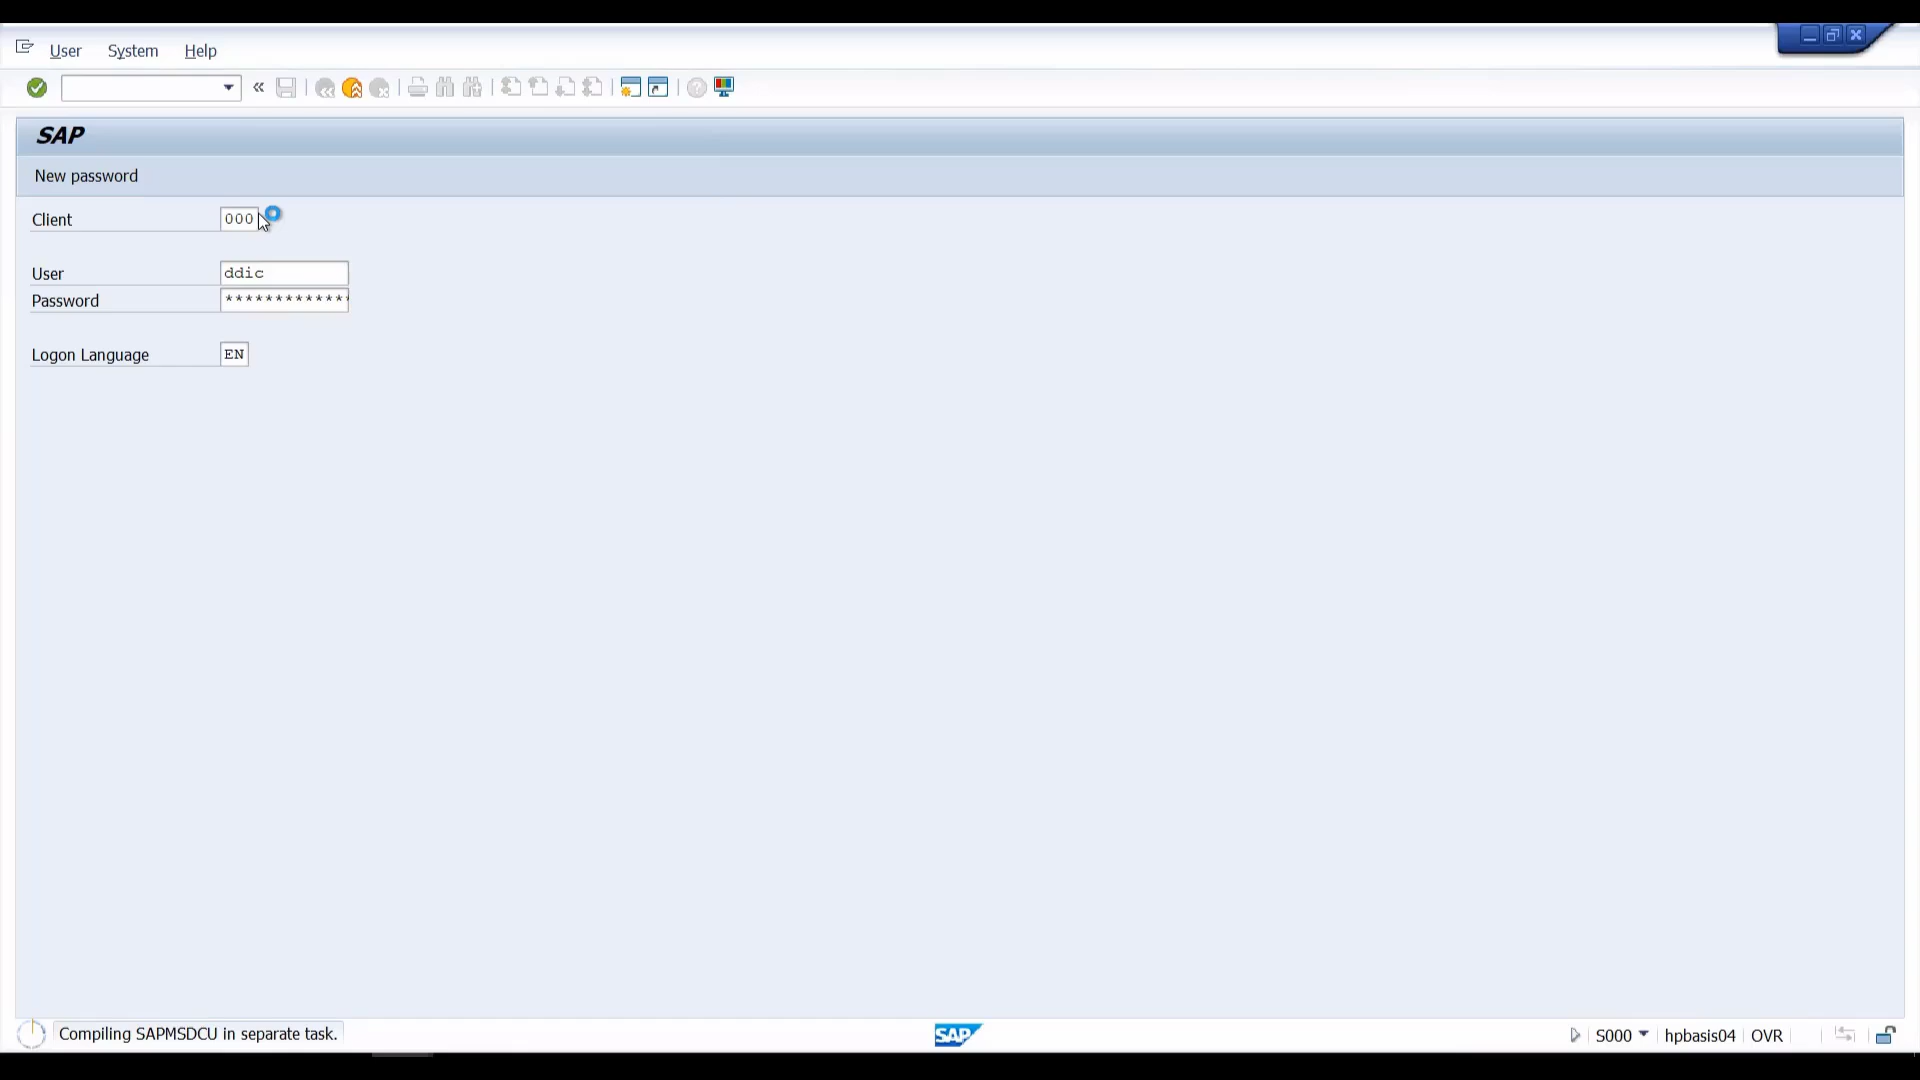 User System Help
SAP
New password
Client 000
User ddic
Password *************
Logon Language EN
Compiling SAPMSDCU in separate task.
SAP
S000 hpbasis04 OVR